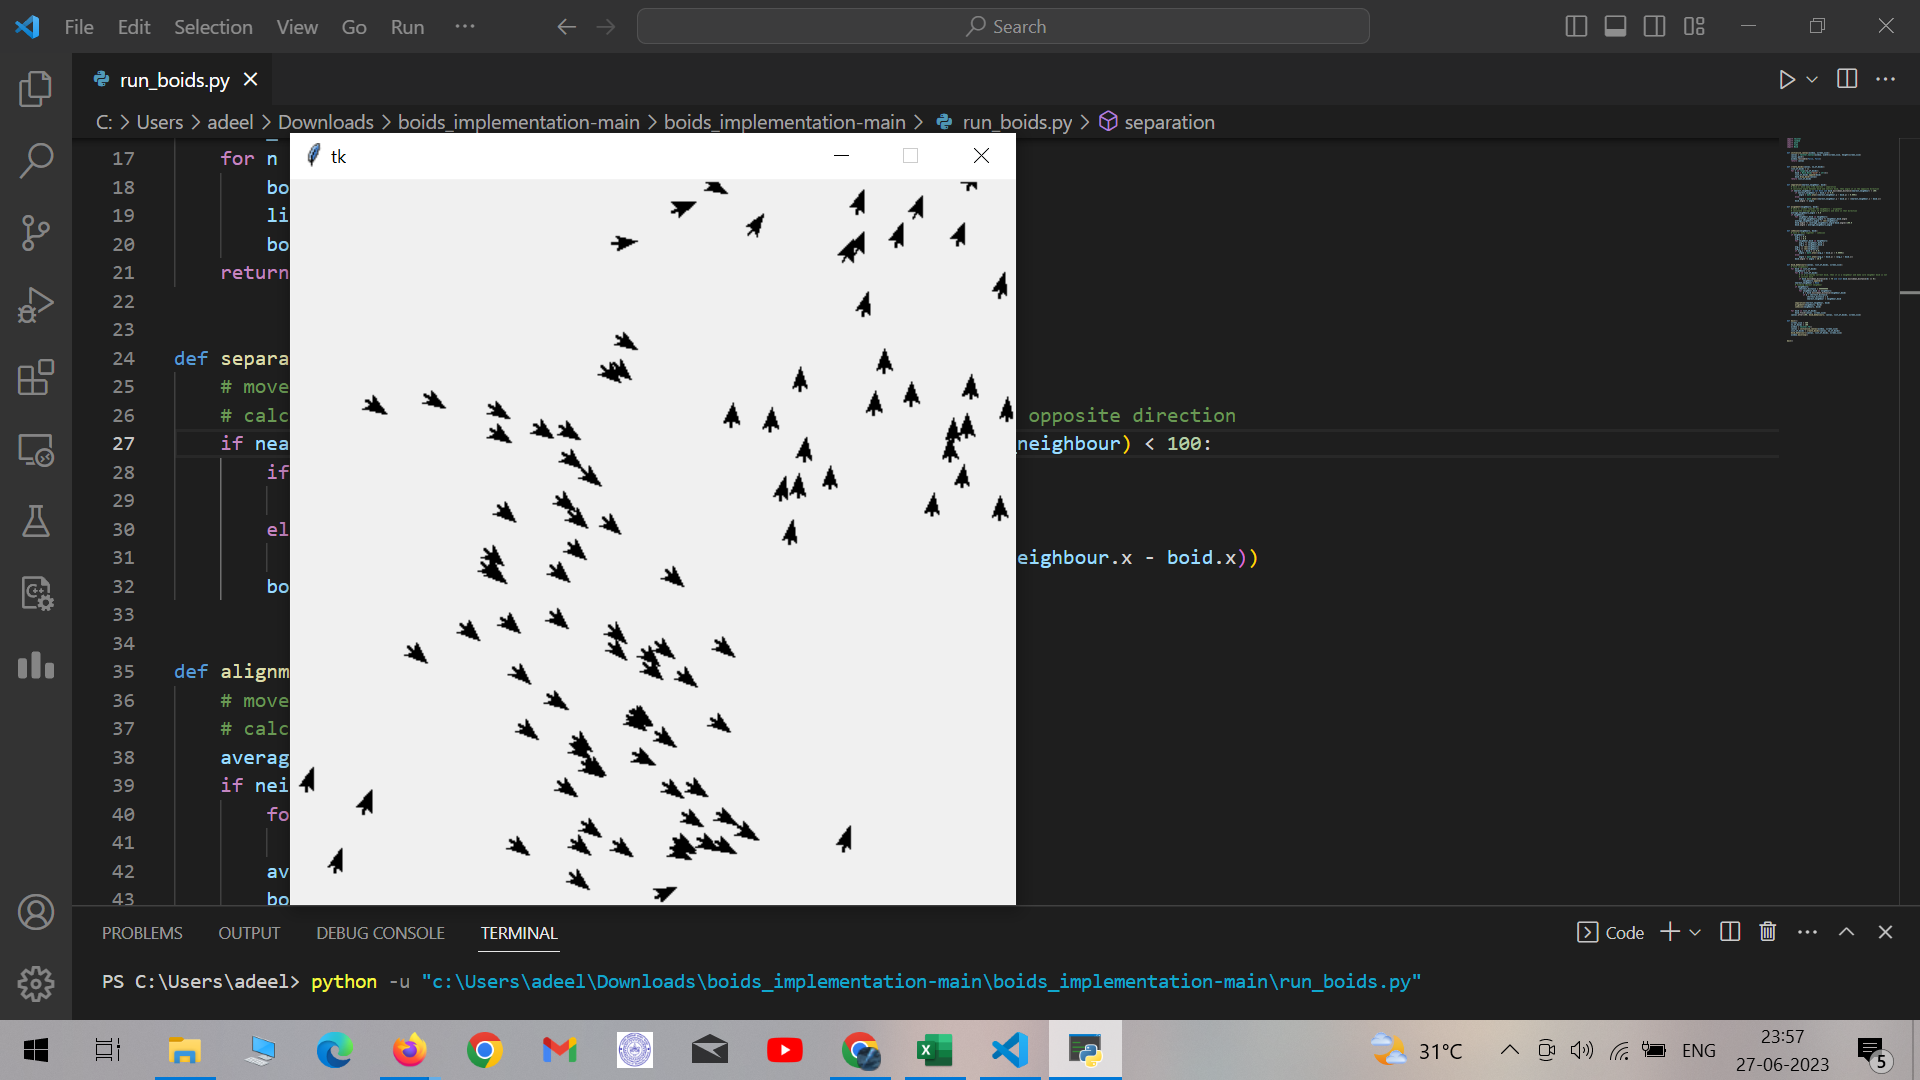 File Edit Selection View Go Run ··· Search
run_boids.py
C: > Users > adeel > Downloads > boids_implementation-main > boids_implementation-main > run_boids.py > separation
tk
17 for n
18 bo
19 li
20 bo
21 return
22
23
24 def separa
25 # move
26 # calc opposite direction
27 if nea neighbour) < 100:
28 if
29
30 el
31 eighbour.x - boid.x))
32 bo
33
34
35 def alignm
36 # move
37 # calc
38 averag
39 if nei
40 fo
41
42 av
43 bo
PROBLEMS OUTPUT DEBUG CONSOLE TERMINAL Code
PS C:\Users\adeel> python -u "c:\Users\adeel\Downloads\boids_implementation-main\boids_implementation-main\run_boids.py"
31°C ENG 23:57
27-06-2023 5